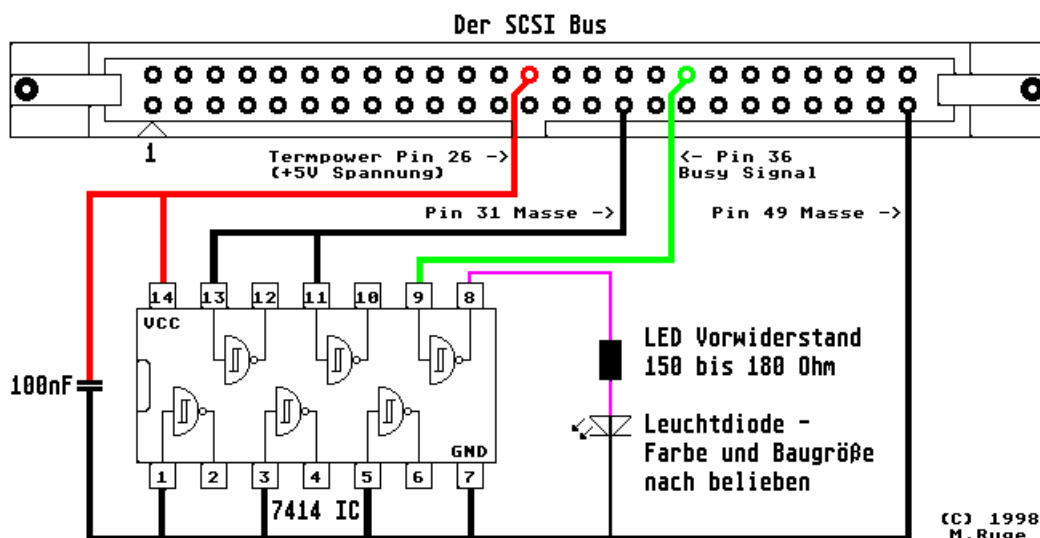 Der SCSI Bus
1
Termpower Pin 26 ->
(+5V Spannung)
<- Pin 36
Busy Signal
Pin 31 Masse ->
Pin 49 Masse ->
14 13 12 11 10 9 8
VCC
LED Vorwiderstand
150 bis 180 Ohm
100nF
Leuchtdiode -
Farbe und Baugröße
nach belieben
GND
1 2 3 4 5 6 7
7414 IC
(C) 1998
M.Ruge